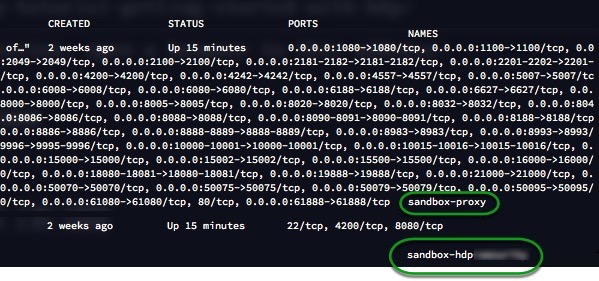 CREATED STATUS PORTS
NAMES
of…" 2 weeks ago Up 15 minutes 0.0.0.0:1080->1080/tcp, 0.0.0.0:1100->1100/tcp, 0.0
:2049->2049/tcp, 0.0.0.0:2100->2100/tcp, 0.0.0.0:2181-2182->2181-2182/tcp, 0.0.0.0:2201-2202->2201-
/tcp, 0.0.0.0:4200->4200/tcp, 0.0.0.0:4242->4242/tcp, 0.0.0.0:4557->4557/tcp, 0.0.0.0:5007->5007/tc
.0.0.0:6008->6008/tcp, 0.0.0.0:6080->6080/tcp, 0.0.0.0:6188->6188/tcp, 0.0.0.0:6627->6627/tcp, 0.0.
8000->8000/tcp, 0.0.0.0:8005->8005/tcp, 0.0.0.0:8020->8020/tcp, 0.0.0.0:8032->8032/tcp, 0.0.0.0:804
.0:8086->8086/tcp, 0.0.0.0:8088->8088/tcp, 0.0.0.0:8090-8091->8090-8091/tcp, 0.0.0.0:8188->8188/tcp
0.0.0.0:8886->8886/tcp, 0.0.0.0:8888-8889->8888-8889/tcp, 0.0.0.0:8983->8983/tcp, 0.0.0.0:8993->8993/
9996->9995-9996/tcp, 0.0.0.0:10000-10001->10000-10001/tcp, 0.0.0.0:10015-10016->10015-10016/tcp, 0.
.0.0.0:15000->15000/tcp, 0.0.0.0:15002->15002/tcp, 0.0.0.0:15500->15500/tcp, 0.0.0.0:16000->16000/
0.0.0.0:18080-18081->18080-18081/tcp, 0.0.0.0:19888->19888/tcp, 0.0.0.0:21000->21000/tcp, 0.
0.0.0.0:50070->50070/tcp, 0.0.0.0:50075->50075/tcp, 0.0.0.0:50079->50079/tcp, 0.0.0.0:50095->50095/
0/tcp, 0.0.0.0:61080->61080/tcp, 80/tcp, 0.0.0.0:61888->61888/tcp sandbox-proxy
2 weeks ago Up 15 minutes 22/tcp, 4200/tcp, 8080/tcp
sandbox-hdp